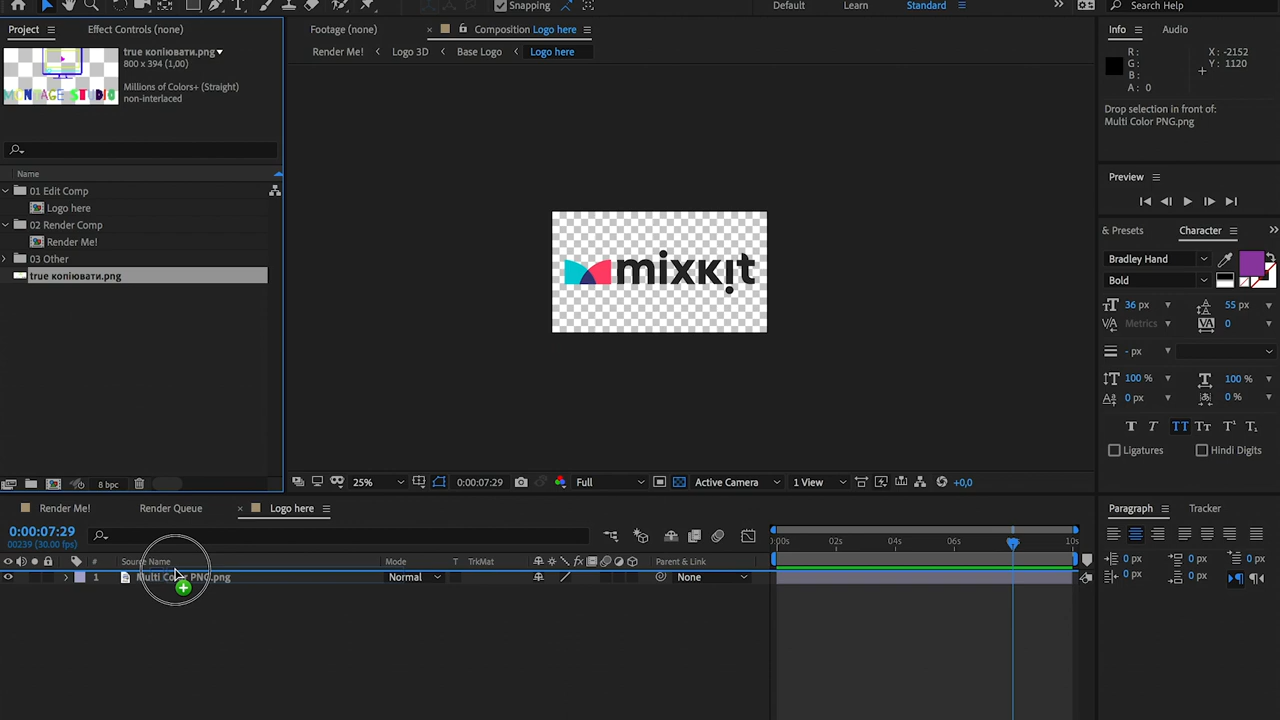 Snapping
Default
Learn
Standard
Search Help
Project
Effect Controls (none)
Footage (none)
Composition Logo here
Info
Audio
true копіювати.png
800 x 394 (1,00)
Millions of Colors+ (Straight)
non-interlaced
Render Me!
Logo 3D
Base Logo
Logo here
R:
G:
B:
A: 0
X: -2152
Y: 1120
Drop selection in front of:
Multi Color PNG.png
Name
01 Edit Comp
Logo here
02 Render Comp
Render Me!
03 Other
true копіювати.png
mixkit
Preview
& Presets
Character
Bradley Hand
Bold
36 px
55 px
Metrics
0
- px
100 %
100 %
0 px
0 %
Ligatures
Hindi Digits
8 bpc
25%
0:00:07:29
Full
Active Camera
1 View
+0,0
Render Me!
Render Queue
Logo here
Paragraph
Tracker
0:00:07:29
00239 (30.00 fps)
#
Source Name
Mode
T
TrkMat
Parent & Link
1
Multi Color PNG.png
Normal
None
:00s
02s
04s
06s
10s
0 px
0 px
0 px
0 px
0 px